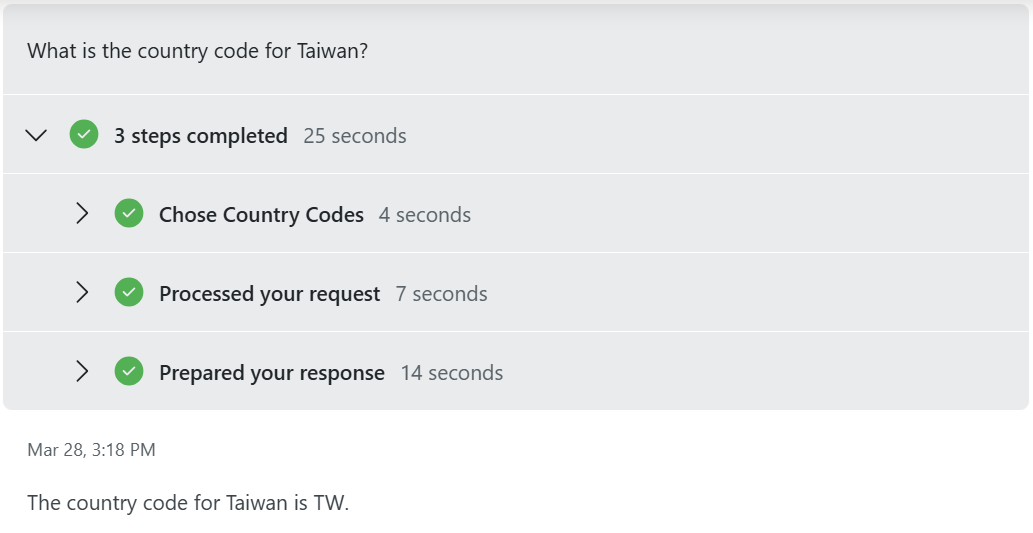 What is the country code for Taiwan?
3 steps completed 25 seconds
Chose Country Codes 4 seconds
Processed your request 7 seconds
Prepared your response 14 seconds
Mar 28, 3:18 PM
The country code for Taiwan is TW.